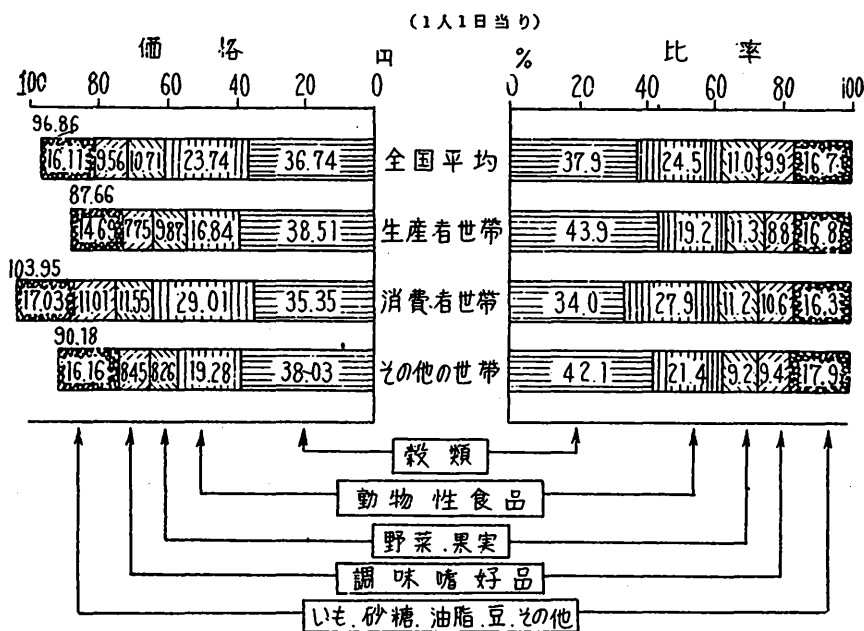 (1人1日当り)
価格 円 % 比率
100 80 60 40 20 0 0 20 40 60 80 100
96.86
16.11 9.56 10.71 23.74 36.74 全国平均 37.9 24.5 11.0 9.9 16.7
87.66
14.69 7.75 9.87 16.84 38.51 生産者世帯 43.9 19.2 11.3 8.8 16.8
103.95
17.03 11.01 11.55 29.01 35.35 消費者世帯 34.0 27.9 11.2 10.6 16.3
90.18
16.16 8.45 8.26 19.28 38.03 その他の世帯 42.1 21.4 9.2 9.4 17.9
穀類
動物性食品
野菜.果実
調味嗜好品
いも.砂糖.油脂.豆.その他